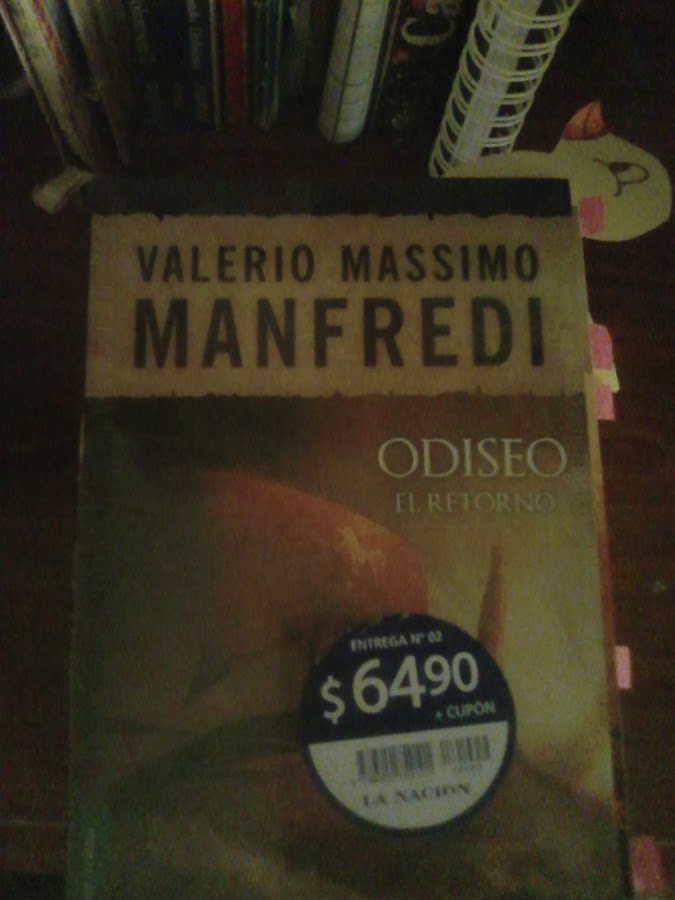 VALERIO MASSIMO
MANFREDI
ODISEO
EL RETORNO
ENTREGA Nº 02
$ 6490
+ CUPÓN
LA NACION